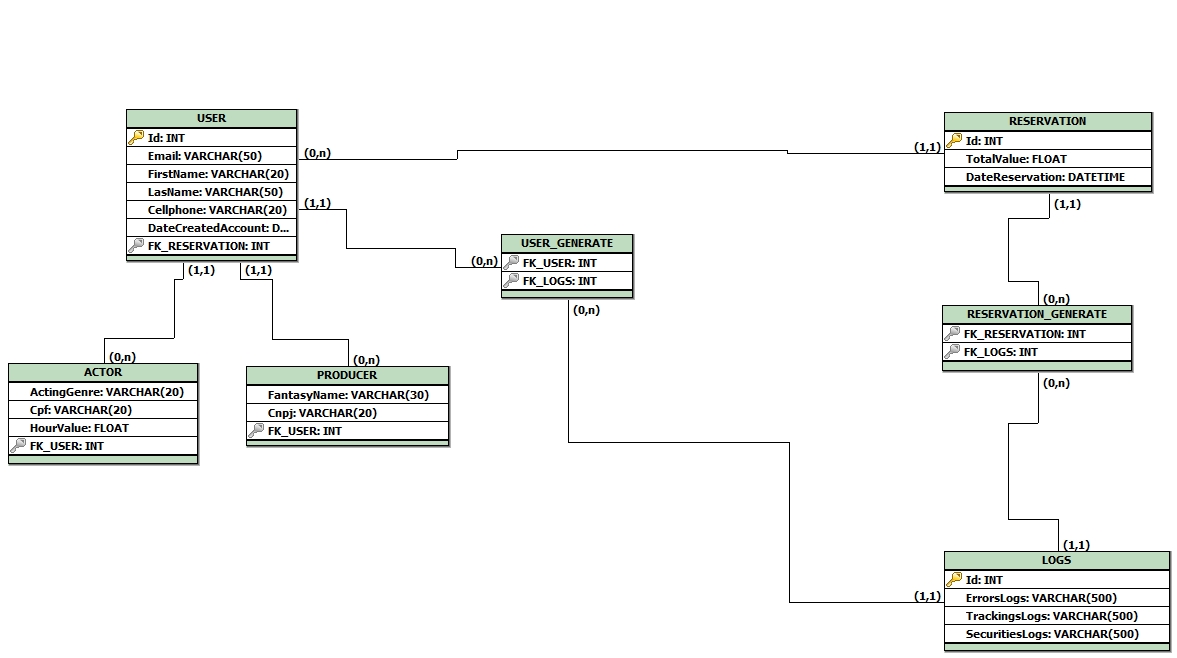 USER
Id: INT
Email: VARCHAR(50)
FirstName: VARCHAR(20)
LasName: VARCHAR(50)
Cellphone: VARCHAR(20)
DateCreatedAccount: D...
FK_RESERVATION: INT
(0,n)
(1,1)
(1,1)
(1,1)
(1,1)
RESERVATION
Id: INT
TotalValue: FLOAT
DateReservation: DATETIME
(1,1)
(0,n)
USER_GENERATE
FK_USER: INT
FK_LOGS: INT
(0,n)
(0,n)
RESERVATION_GENERATE
FK_RESERVATION: INT
FK_LOGS: INT
(0,n)
(0,n)
ACTOR
ActingGenre: VARCHAR(20)
Cpf: VARCHAR(20)
HourValue: FLOAT
FK_USER: INT
(0,n)
PRODUCER
FantasyName: VARCHAR(30)
Cnpj: VARCHAR(20)
FK_USER: INT
(1,1)
(1,1)
LOGS
Id: INT
ErrorsLogs: VARCHAR(500)
TrackingsLogs: VARCHAR(500)
SecuritiesLogs: VARCHAR(500)